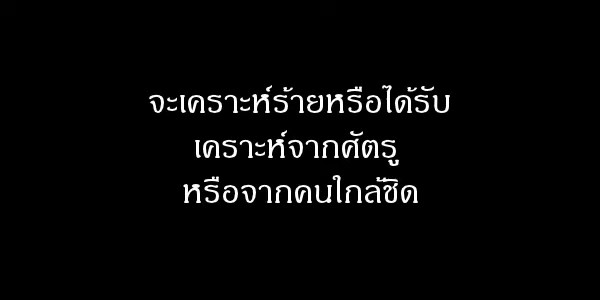 จะเคราะห์ร้ายหรือได้รับ
เคราะห์จากศัตรู
หรือจากคนใกล้ชิด